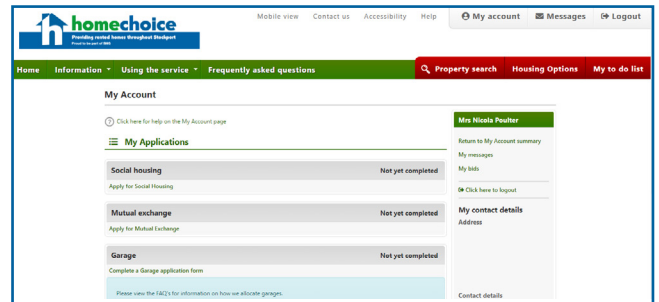 Mobile view Contact us Accessibility Help My account Messages Logout
homechoice
Providing rented homes throughout Stockport
Proud to be part of
Home Information Using the service Frequently asked questions Property search Housing Options My to do list
My Account
Click here for help on the My Account page
My Applications
Social housing Not yet completed
Apply for Social Housing
Mutual exchange Not yet completed
Apply for Mutual Exchange
Garage Not yet completed
Complete a Garage application form
Please view the FAQ's for information on how we allocate garages.
Mrs Nicola Poulter
Return to My Account summary
My messages
My bids
Click here to logout
My contact details
Address
Contact details